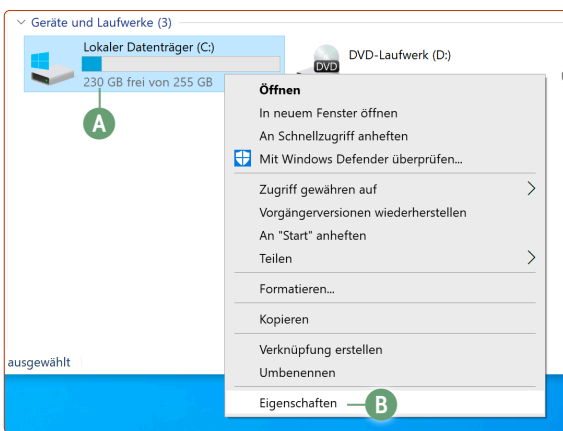 Geräte und Laufwerke (3)
Lokaler Datenträger (C:)
230 GB frei von 255 GB
A
DVD
DVD-Laufwerk (D:)
Öffnen
In neuem Fenster öffnen
An Schnellzugriff anheften
Mit Windows Defender überprüfen...
Zugriff gewähren auf
Vorgängerversionen wiederherstellen
An "Start" anheften
Teilen
Formatieren...
Kopieren
Verknüpfung erstellen
Umbenennen
Eigenschaften
B
ausgewählt